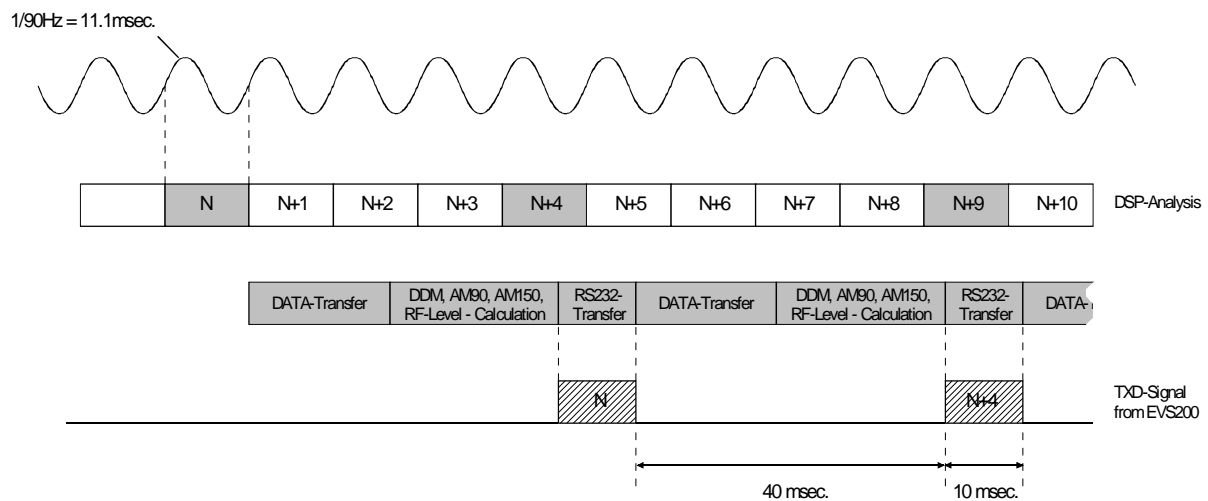 1/90Hz = 11.1msec.
N N+1 N+2 N+3 N+4 N+5 N+6 N+7 N+8 N+9 N+10 DSP-Analysis
DATA-Transfer
DDM, AM90, AM150,
RF-Level - Calculation
RS232-
Transfer
DATA-Transfer
DDM, AM90, AM150,
RF-Level - Calculation
RS232-
Transfer
DATA-
N
N+4
TXD-Signal
from EVS200
40 msec.
10 msec.